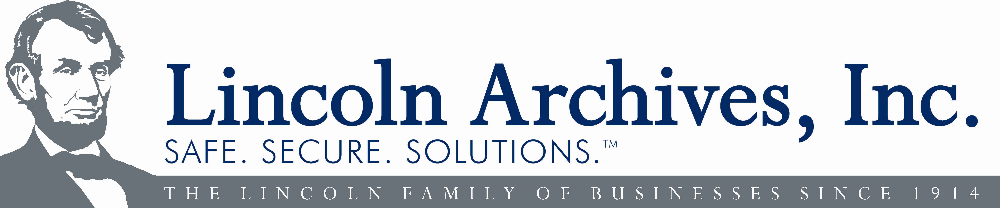 Lincoln Archives, Inc.
SAFE. SECURE. SOLUTIONS.™
THE LINCOLN FAMILY OF BUSINESSES SINCE 1914